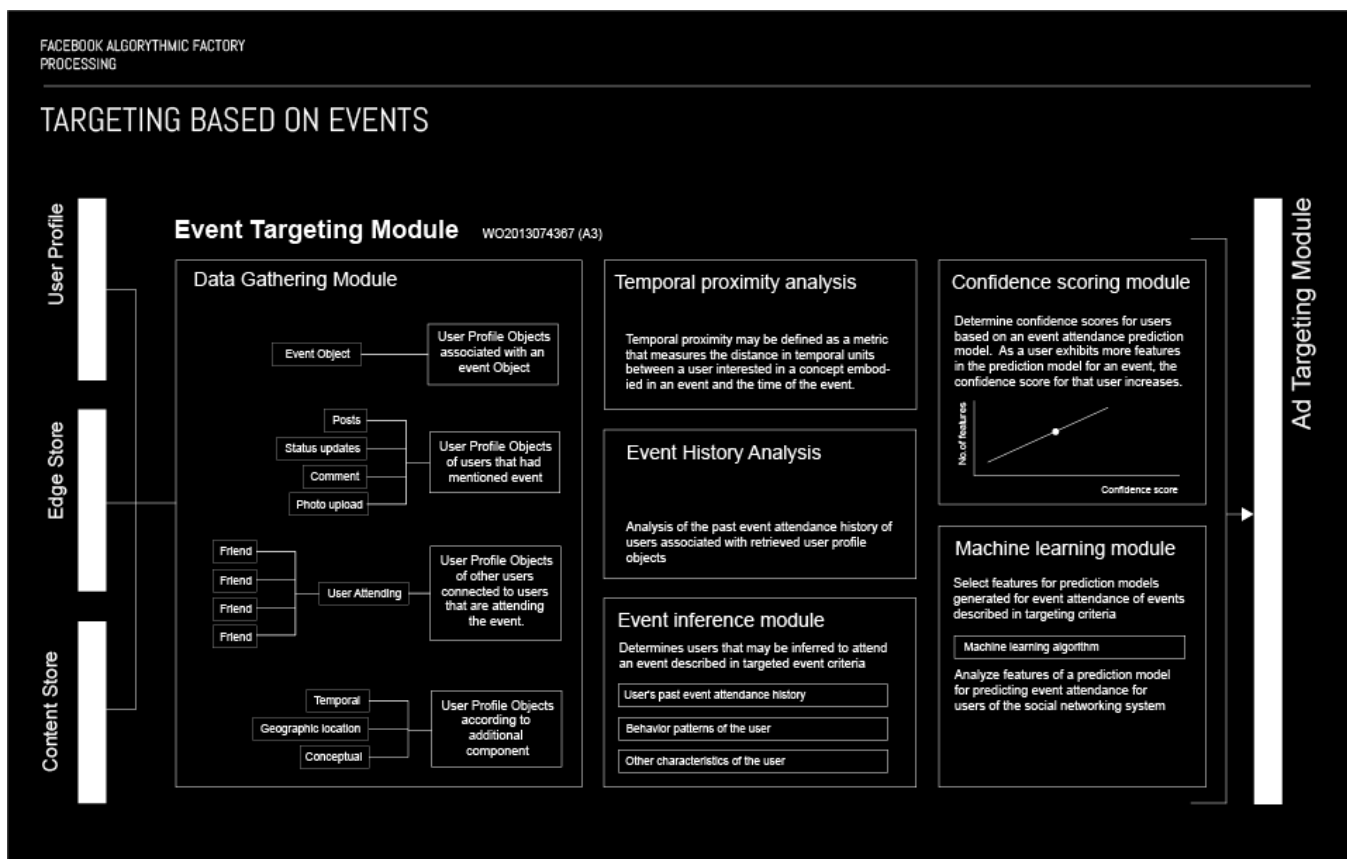 FACEBOOK ALGORYTHMIC FACTORY
PROCESSING
TARGETING BASED ON EVENTS
User Profile
Edge Store
Content Store
Event Targeting Module WO2013074367 (A3)
Data Gathering Module
Event Object
User Profile Objects
associated with an
event Object
Posts
Status updates
Comment
Photo upload
User Profile Objects
of users that had
mentioned event
Friend
Friend
Friend
Friend
User Attending
User Profile Objects
of other users
connected to users
that are attending
the event.
Temporal
Geographic location
Conceptual
User Profile Objects
according to
additional
component
Temporal proximity analysis
Temporal proximity may be defined as a metric
that measures the distance in temporal units
between a user interested in a concept embod-
ied in an event and the time of the event.
Event History Analysis
Analysis of the past event attendance history of
users associated with retrieved user profile
objects
Event inference module
Determines users that may be inferred to attend
an event described in targeted event criteria
User's past event attendance history
Behavior patterns of the user
Other characteristics of the user
Confidence scoring module
Determine confidence scores for users
based on an event attendance prediction
model. As a user exhibits more features
in the prediction model for an event, the
confidence score for that user increases.
No.of features
Confidence score
Machine learning module
Select features for prediction models
generated for event attendance of events
described in targeting criteria
Machine learning algorithm
Analyze features of a prediction model
for predicting event attendance for
users of the social networking system
Ad Targeting Module